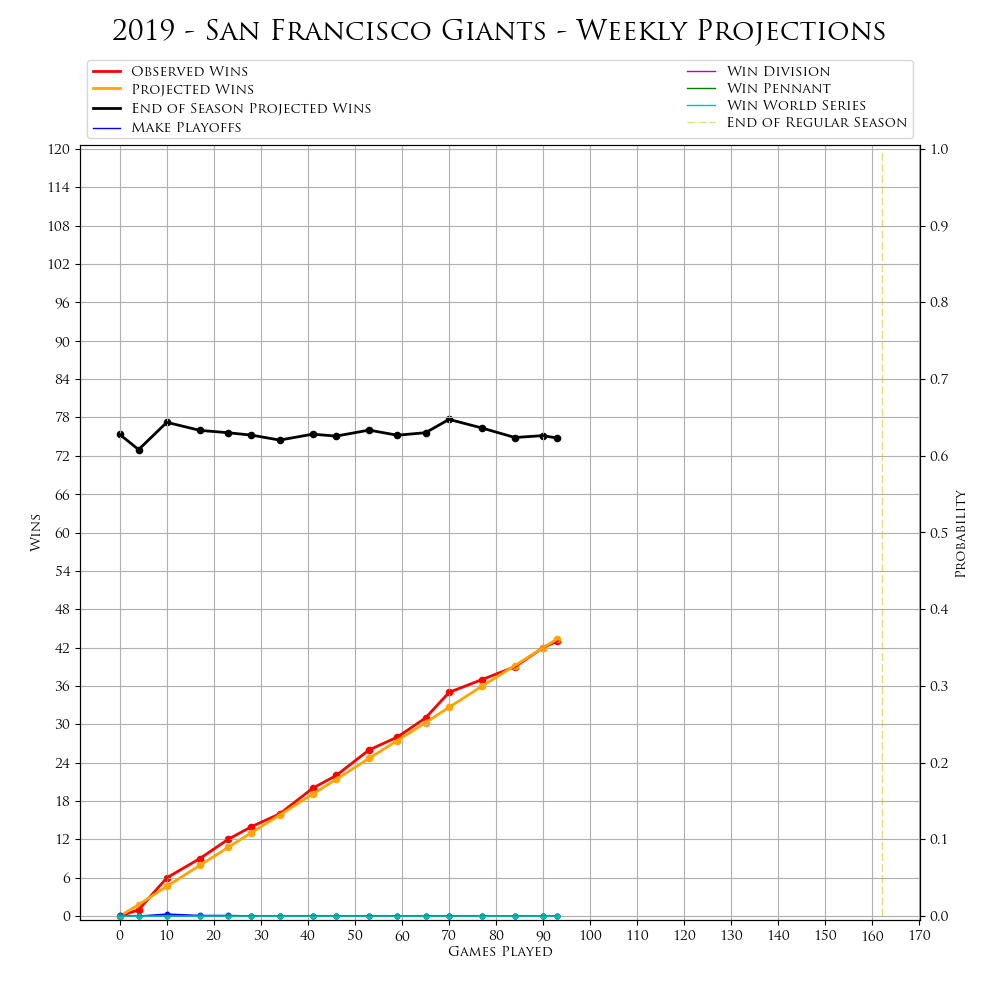 2019 - San Francisco Giants - Weekly Projections
Observed Wins
Projected Wins
End of Season Projected Wins
Make Playoffs
Win Division
Win Pennant
Win World Series
End of Regular Season
120
114
108
102
96
90
84
78
72
66
60
54
48
42
36
30
24
18
12
6
0
Wins
1.0
0.9
0.8
0.7
0.6
0.5
0.4
0.3
0.2
0.1
0.0
Probability
0 10 20 30 40 50 60 70 80 90 100 110 120 130 140 150 160 170
Games Played